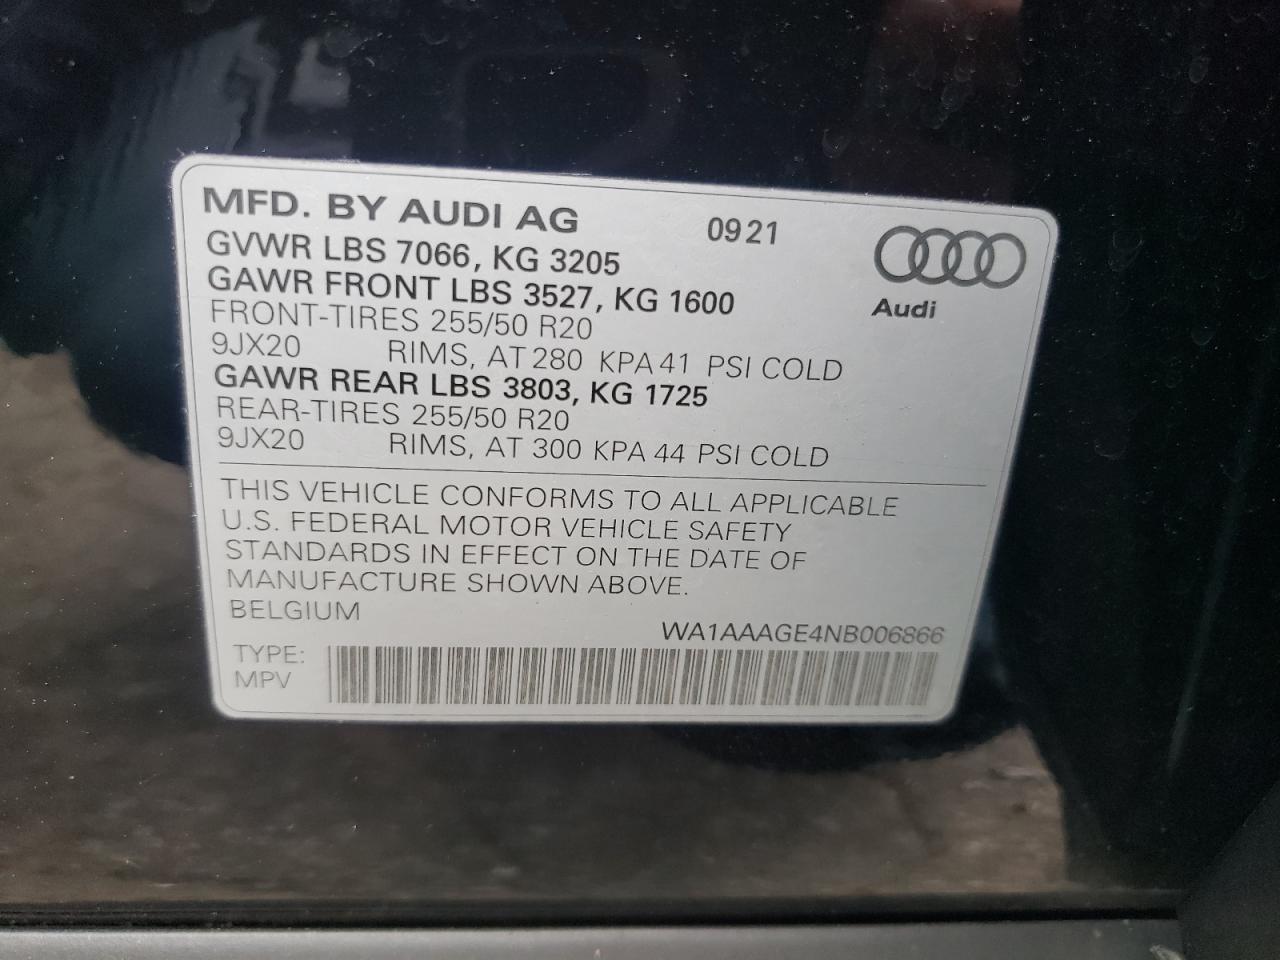 MFD. BY AUDI AG 0921
GVWR LBS 7066, KG 3205
GAWR FRONT LBS 3527, KG 1600
FRONT-TIRES 255/50 R20
9JX20 RIMS, AT 280 KPA 41 PSI COLD
GAWR REAR LBS 3803, KG 1725
REAR-TIRES 255/50 R20
9JX20 RIMS, AT 300 KPA 44 PSI COLD
Audi
THIS VEHICLE CONFORMS TO ALL APPLICABLE
U.S. FEDERAL MOTOR VEHICLE SAFETY
STANDARDS IN EFFECT ON THE DATE OF
MANUFACTURE SHOWN ABOVE.
BELGIUM
WA1AAAGE4NB006866
TYPE:
MPV